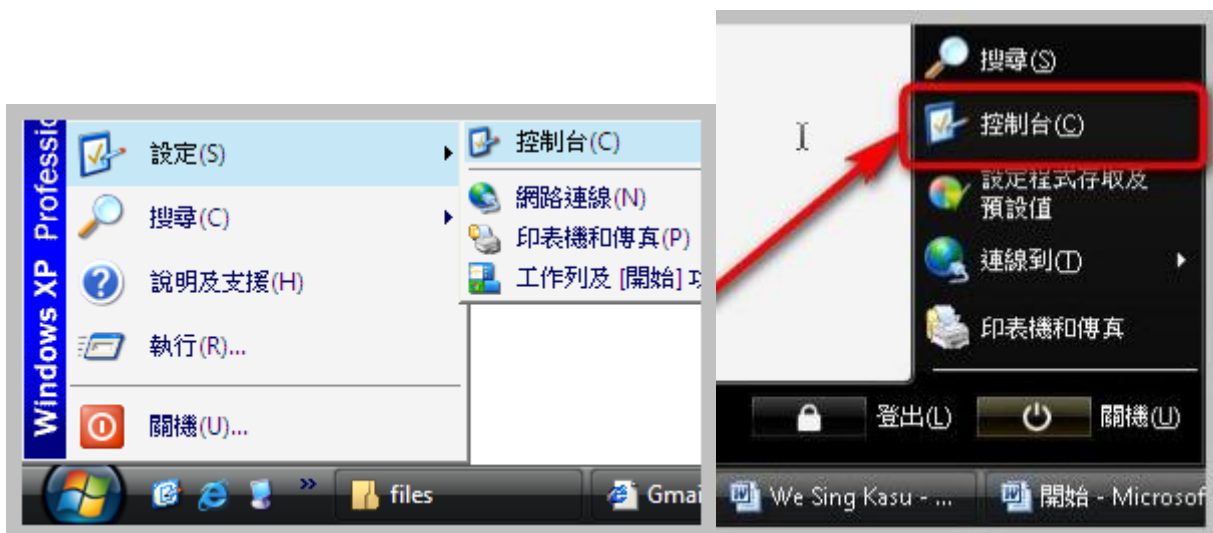 Windows XP Professic
設定(S)
搜尋(C)
說明及支援(H)
執行(R)...
關機(U)...
控制台(C)
網路連線(N)
印表機和傳真(P)
工作列及 [開始] 功
files
Gmai
搜尋(S)
控制台(C)
設定程式存取及
預設值
連線到(T)
印表機和傳真
登出(L)
關機(U)
We Sing Kasu - ...
開始 - Microsof